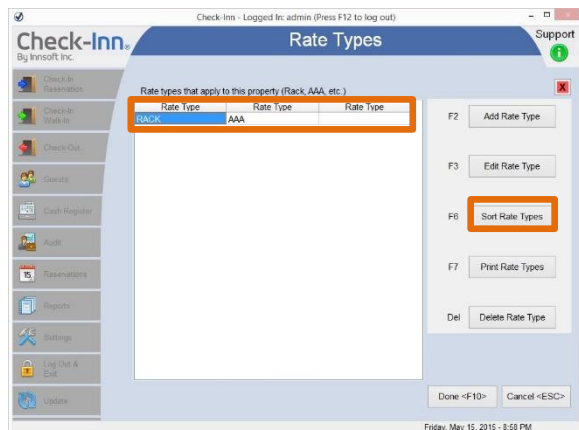 Check-Inn - Logged In: admin (Press F12 to log out)
Check-Inn®
By Innsoft Inc.
Rate Types
Support
Check-In
Reservation
Rate types that apply to this property (Rack, AAA, etc.)
X
Check-In
Walk-In
Rate Type Rate Type Rate Type
RACK AAA
F2 Add Rate Type
Check-Out
F3 Edit Rate Type
Guests
Cash Register
F6 Sort Rate Types
Audit
15 Reservations
F7 Print Rate Types
Reports
Del Delete Rate Type
Settings
Log Out &
Exit
Update
Done <F10> Cancel <ESC>
Friday, May 15, 2015 - 8:58 PM